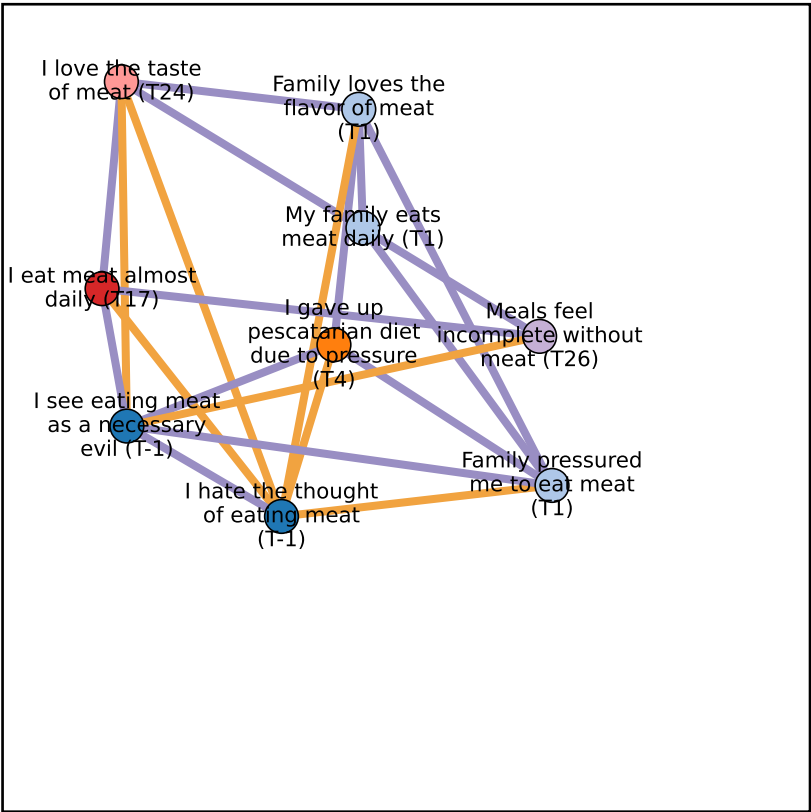 I love the taste
of meat (T24)
Family loves the
flavor of meat
(T1)
My family eats
meat daily (T1)
I eat meat almost
daily (T17)
I gave up
pescatarian diet
due to pressure
(T4)
Meals feel
incomplete without
meat (T26)
I see eating meat
as a necessary
evil (T-1)
Family pressured
me to eat meat
(T1)
I hate the thought
of eating meat
(T-1)